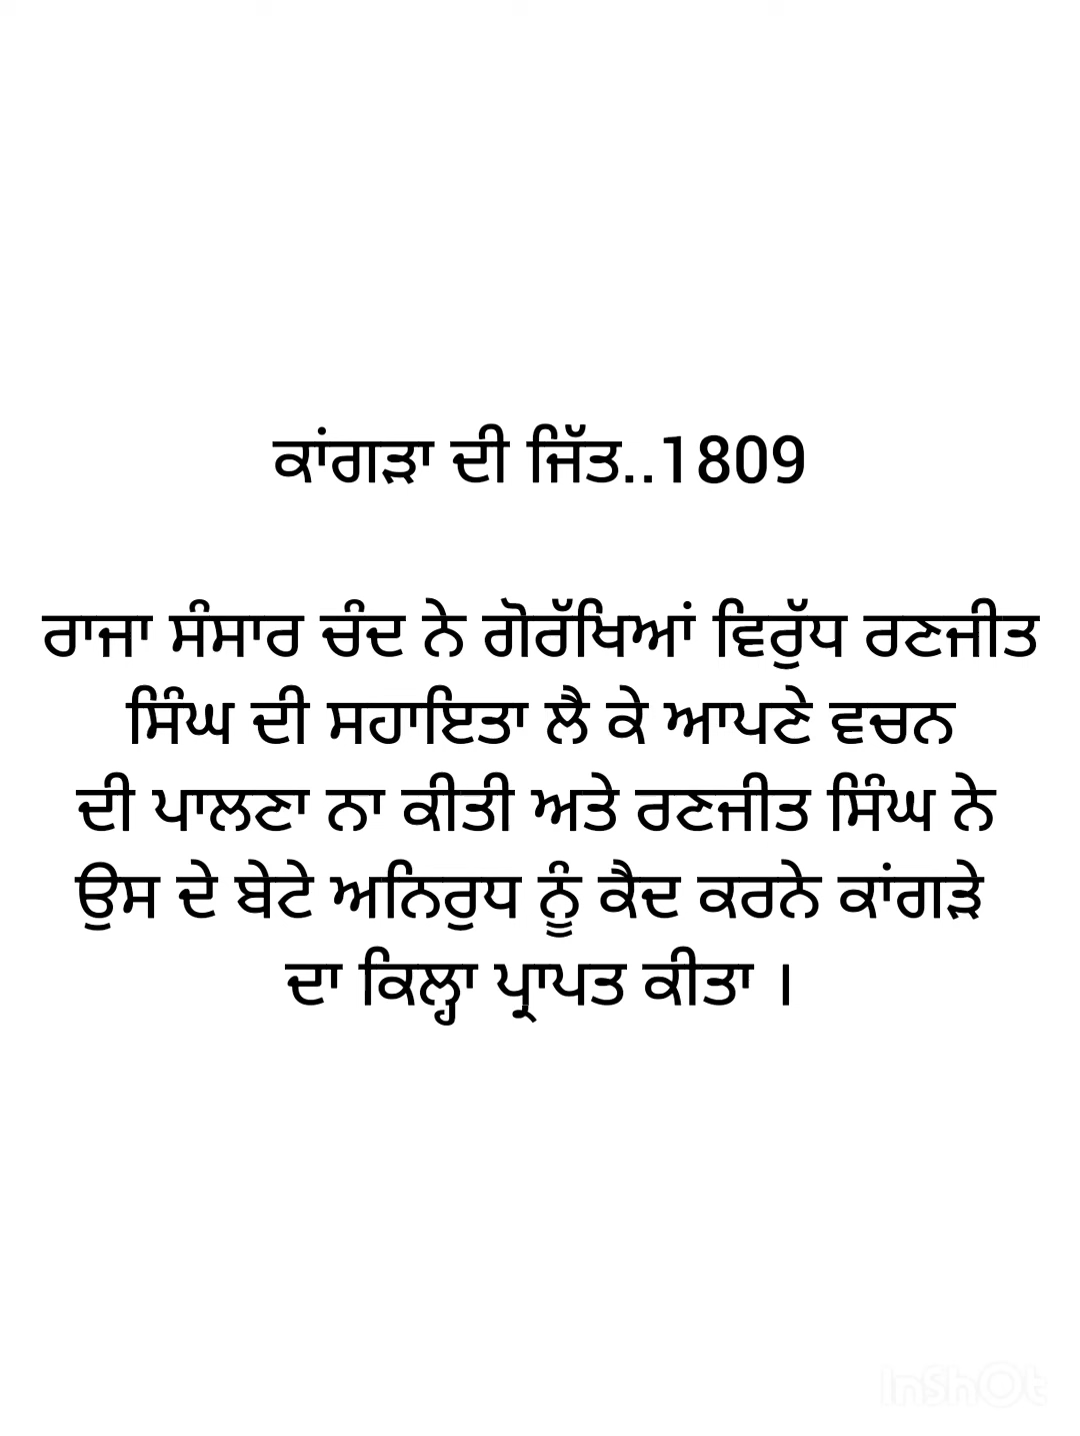 ਕਾਂਗੜਾ ਦੀ ਜਿੱਤ..1809
ਰਾਜਾ ਸੰਸਾਰ ਚੰਦ ਨੇ ਗੋਰੱਖਿਆਂ ਵਿਰੁੱਧ ਰਣਜੀਤ
ਸਿੰਘ ਦੀ ਸਹਾਇਤਾ ਲੈ ਕੇ ਆਪਣੇ ਵਚਨ
ਦੀ ਪਾਲਣਾ ਨਾ ਕੀਤੀ ਅਤੇ ਰਣਜੀਤ ਸਿੰਘ ਨੇ
ਉਸ ਦੇ ਬੇਟੇ ਅਨਿਰੁਧ ਨੂੰ ਕੈਦ ਕਰਨੇ ਕਾਂਗੜੇ
ਦਾ ਕਿਲ੍ਹਾ ਪ੍ਰਾਪਤ ਕੀਤਾ ।
InShOt